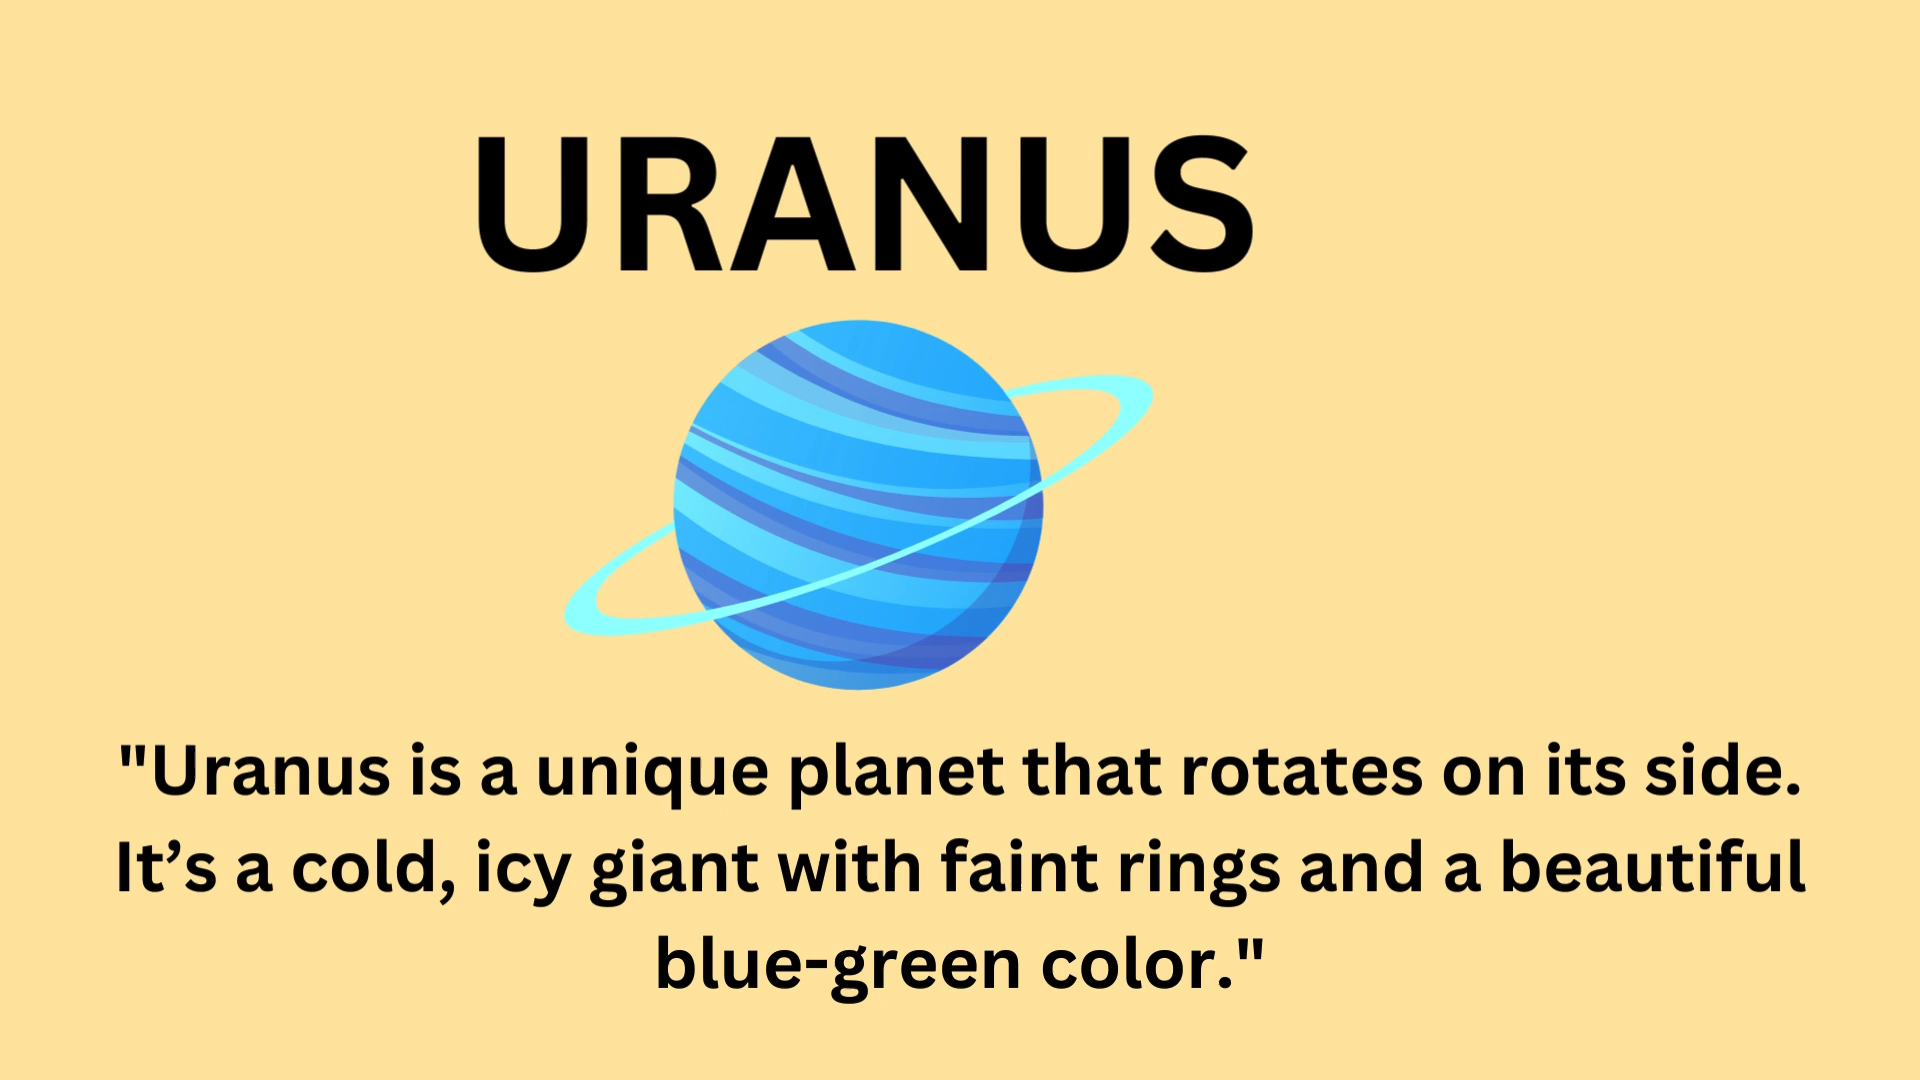 URANUS
"Uranus is a unique planet that rotates on its side.
It’s a cold, icy giant with faint rings and a beautiful
blue-green color."